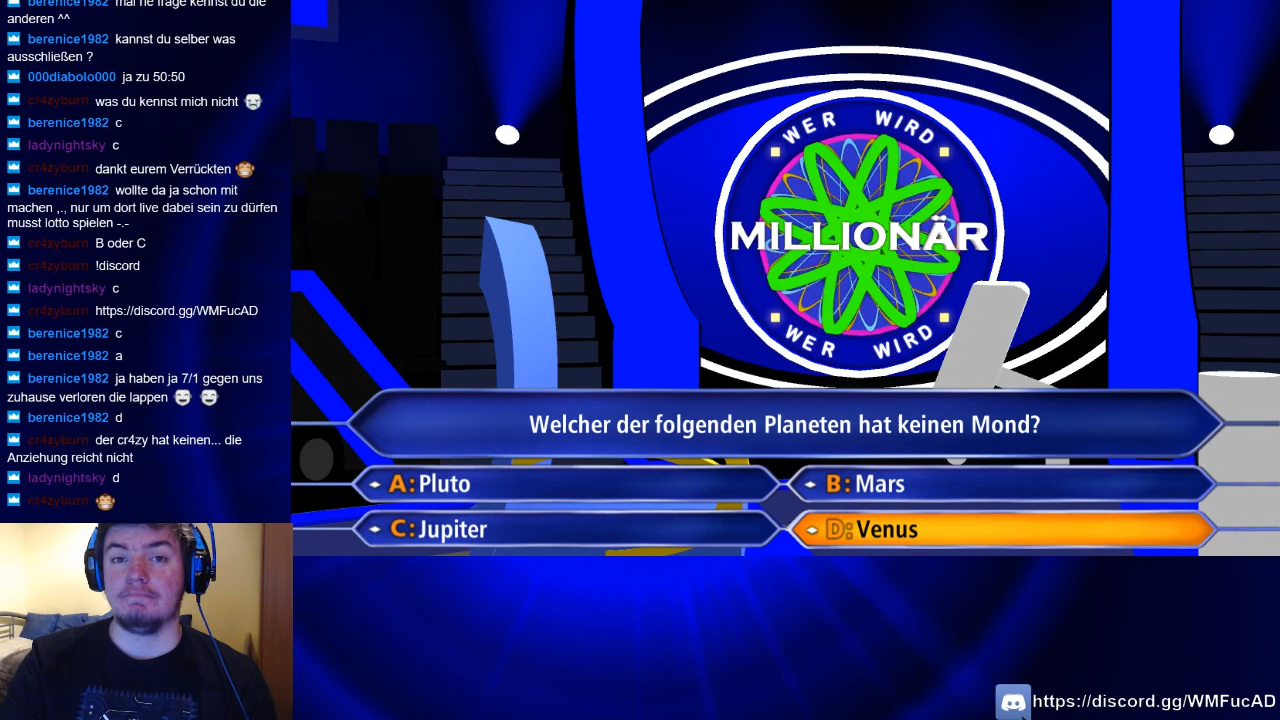 berenice1982 mal ne frage kennst du die
anderen ^^
berenice1982 kannst du selber was
ausschließen ?
000diabolo000 ja zu 50:50
cr4zyburn was du kennst mich nicht
berenice1982 c
ladynightsky c
cr4zyburn dankt eurem Verrückten
berenice1982 wollte da ja schon mit
machen ,., nur um dort live dabei sein zu dürfen
musst lotto spielen -.-
cr4zyburn B oder C
cr4zyburn !discord
ladynightsky c
cr4zyburn https://discord.gg/WMFucAD
berenice1982 c
berenice1982 a
berenice1982 ja haben ja 7/1 gegen uns
zuhause verloren die lappen
berenice1982 d
cr4zyburn der cr4zy hat keinen... die
Anziehung reicht nicht
ladynightsky d
cr4zyburn
WER WIRD
MILLIONÄR
WER WIRD
Welcher der folgenden Planeten hat keinen Mond?
A: Pluto
B: Mars
C: Jupiter
D: Venus
https://discord.gg/WMFucAD